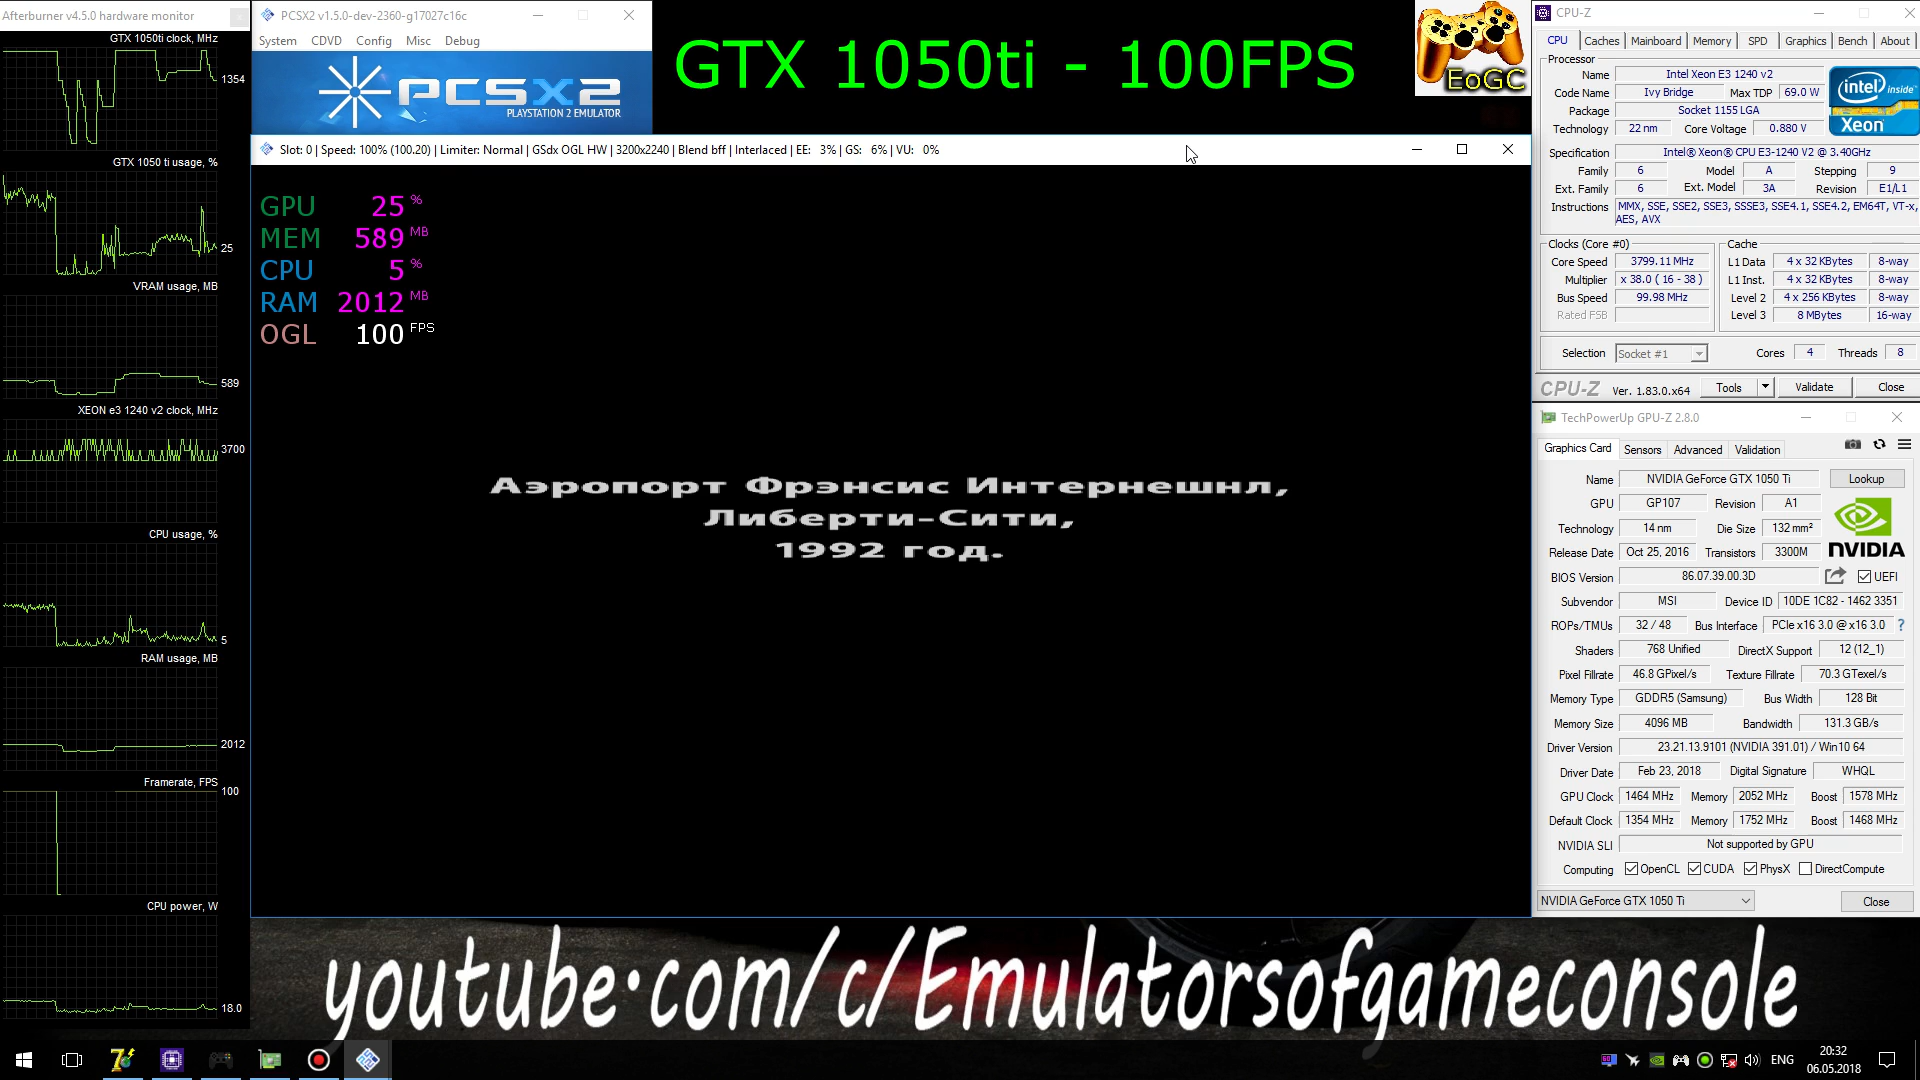 Afterburner v4.5.0 hardware monitor
GTX 1050ti clock, MHz
1354
GTX 1050 ti usage, %
25
VRAM usage, MB
589
XEON e3 1240 v2 clock, MHz
3700
CPU usage, %
5
RAM usage, MB
2012
Framerate, FPS
100
CPU power, W
18.0
PCSX2 v1.5.0-dev-2360-g17027c16c
System CDVD Config Misc Debug
PCSX2
PLAYSTATION 2 EMULATOR
GTX 1050ti - 100FPS
EoGC
Slot: 0 | Speed: 100% (100.20) | Limiter: Normal | GSdx OGL HW | 3200x2240 | Blend bff | Interlaced | EE: 3% | GS: 6% | VU: 0%
GPU 25 %
MEM 589 MB
CPU 5 %
RAM 2012 MB
OGL 100 FPS
Аэропорт Фрэнсис Интернешнл,
Либерти-Сити,
1992 год.
CPU-Z
CPU Caches Mainboard Memory SPD Graphics Bench About
Processor
Name Intel Xeon E3 1240 v2
Code Name Ivy Bridge Max TDP 69.0 W
Package Socket 1155 LGA
Technology 22 nm Core Voltage 0.880 V
intel inside™
Xeon
Specification Intel® Xeon® CPU E3-1240 V2 @ 3.40GHz
Family 6 Model A Stepping 9
Ext. Family 6 Ext. Model 3A Revision E1/L1
Instructions MMX, SSE, SSE2, SSE3, SSSE3, SSE4.1, SSE4.2, EM64T, VT-x,
AES, AVX
Clocks (Core #0) Cache
Core Speed 3799.11 MHz L1 Data 4 x 32 KBytes 8-way
Multiplier x 38.0 ( 16 - 38 ) L1 Inst. 4 x 32 KBytes 8-way
Bus Speed 99.98 MHz Level 2 4 x 256 KBytes 8-way
Rated FSB Level 3 8 MBytes 16-way
Selection Socket #1 Cores 4 Threads 8
CPU-Z Ver. 1.83.0.x64 Tools Validate Close
TechPowerUp GPU-Z 2.8.0
Graphics Card Sensors Advanced Validation
Name NVIDIA GeForce GTX 1050 Ti Lookup
GPU GP107 Revision A1
Technology 14 nm Die Size 132 mm²
Release Date Oct 25, 2016 Transistors 3300M
NVIDIA
BIOS Version 86.07.39.00.3D UEFI
Subvendor MSI Device ID 10DE 1C82 - 1462 3351
ROPs/TMUs 32 / 48 Bus Interface PCIe x16 3.0 @ x16 3.0 ?
Shaders 768 Unified DirectX Support 12 (12_1)
Pixel Fillrate 46.8 GPixel/s Texture Fillrate 70.3 GTexel/s
Memory Type GDDR5 (Samsung) Bus Width 128 Bit
Memory Size 4096 MB Bandwidth 131.3 GB/s
Driver Version 23.21.13.9101 (NVIDIA 391.01) / Win10 64
Driver Date Feb 23, 2018 Digital Signature WHQL
GPU Clock 1464 MHz Memory 2052 MHz Boost 1578 MHz
Default Clock 1354 MHz Memory 1752 MHz Boost 1468 MHz
NVIDIA SLI Not supported by GPU
Computing OpenCL CUDA PhysX DirectCompute
NVIDIA GeForce GTX 1050 Ti Close
youtube.com/c/Emulatorsofgameconsole
ENG
20:32
06.05.2018